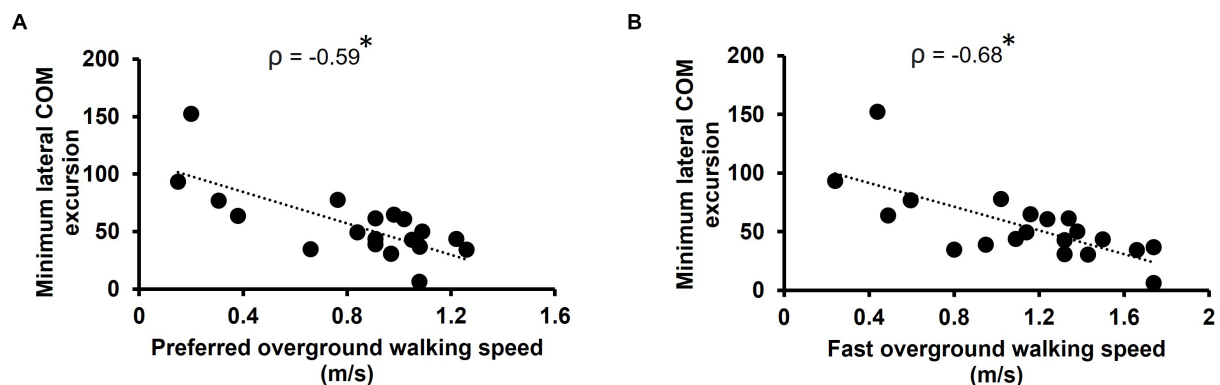 A
ρ = -0.59*
Minimum lateral COM
excursion
200
150
100
50
0
0 0.4 0.8 1.2 1.6
Preferred overground walking speed
(m/s)
B
ρ = -0.68*
Minimum lateral COM
excursion
200
150
100
50
0
0 0.4 0.8 1.2 1.6 2
Fast overground walking speed
(m/s)